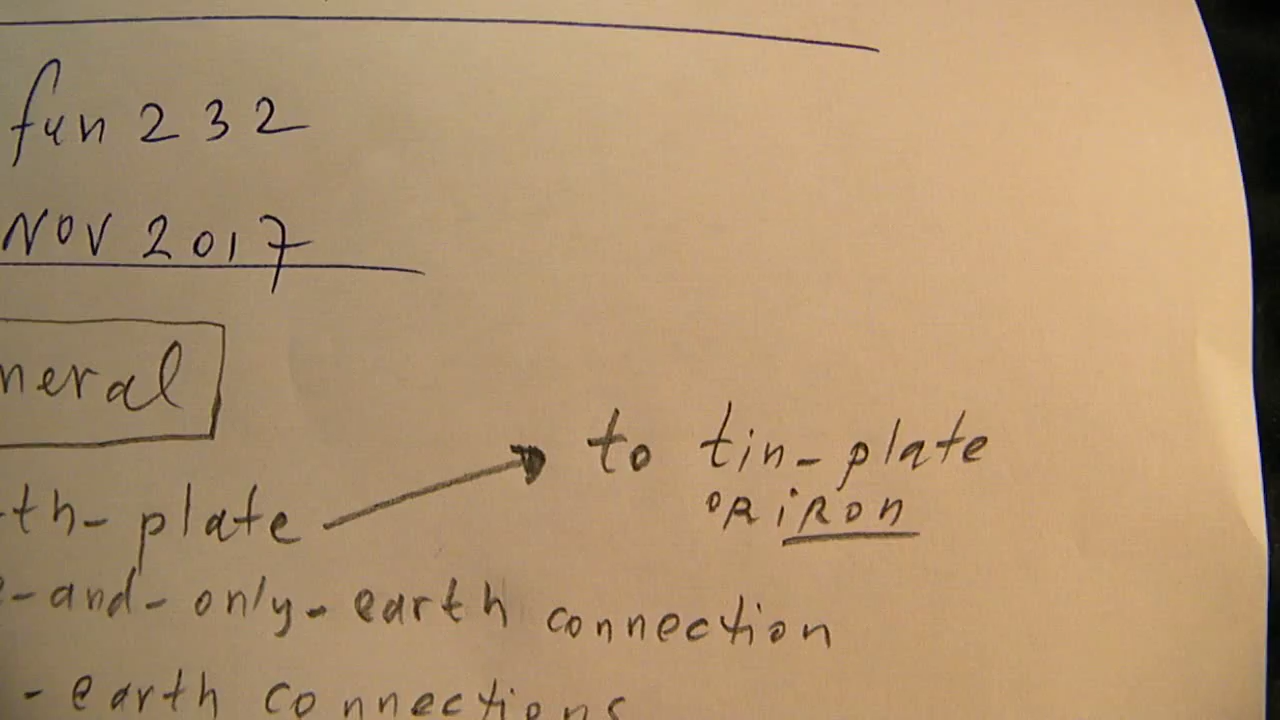 fun 232
NOV 2017
neral
th-plate → to tin-plate
OR iRON
-and-only-earth connection
- earth connections